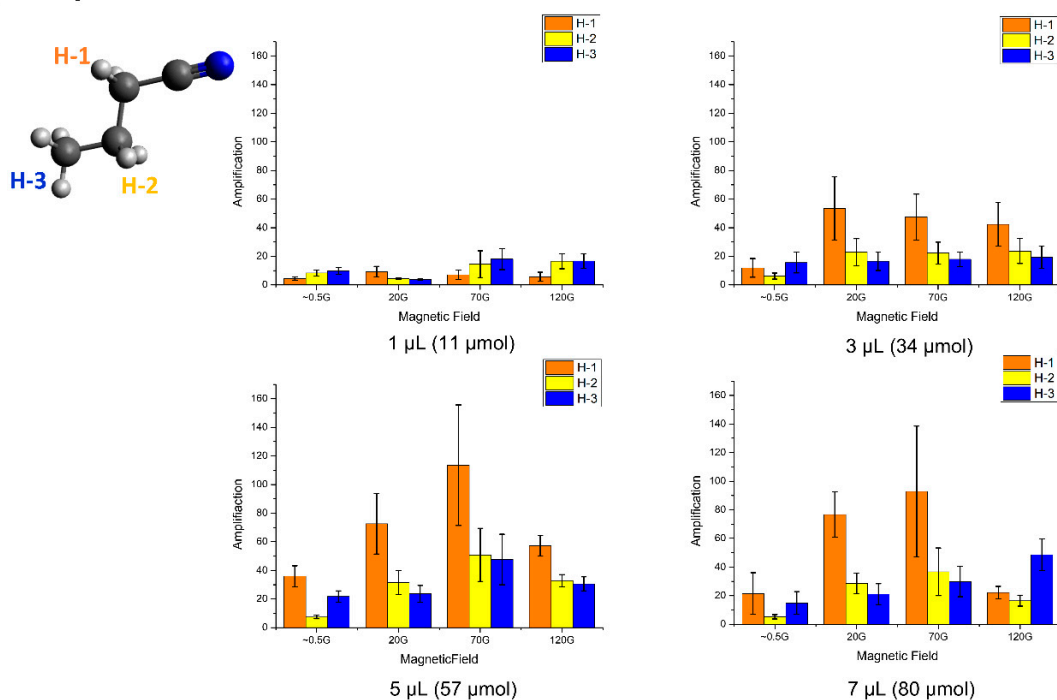 H-1
H-3
H-2
H-1
H-2
H-3
160
140
120
100
80
60
40
20
0
Amplification
~0.5G
20G
70G
120G
Magnetic Field
1 µL (11 µmol)
H-1
H-2
H-3
160
140
120
100
80
60
40
20
0
Amplification
~0.5G
20G
70G
120G
Magnetic Field
3 µL (34 µmol)
H-1
H-2
H-3
160
140
120
100
80
60
40
20
0
Amplifiaction
~0.5G
20G
70G
120G
MagneticField
5 µL (57 µmol)
H-1
H-2
H-3
160
140
120
100
80
60
40
20
0
Amplification
~0.5G
20G
70G
120G
Magnetic Field
7 µL (80 µmol)